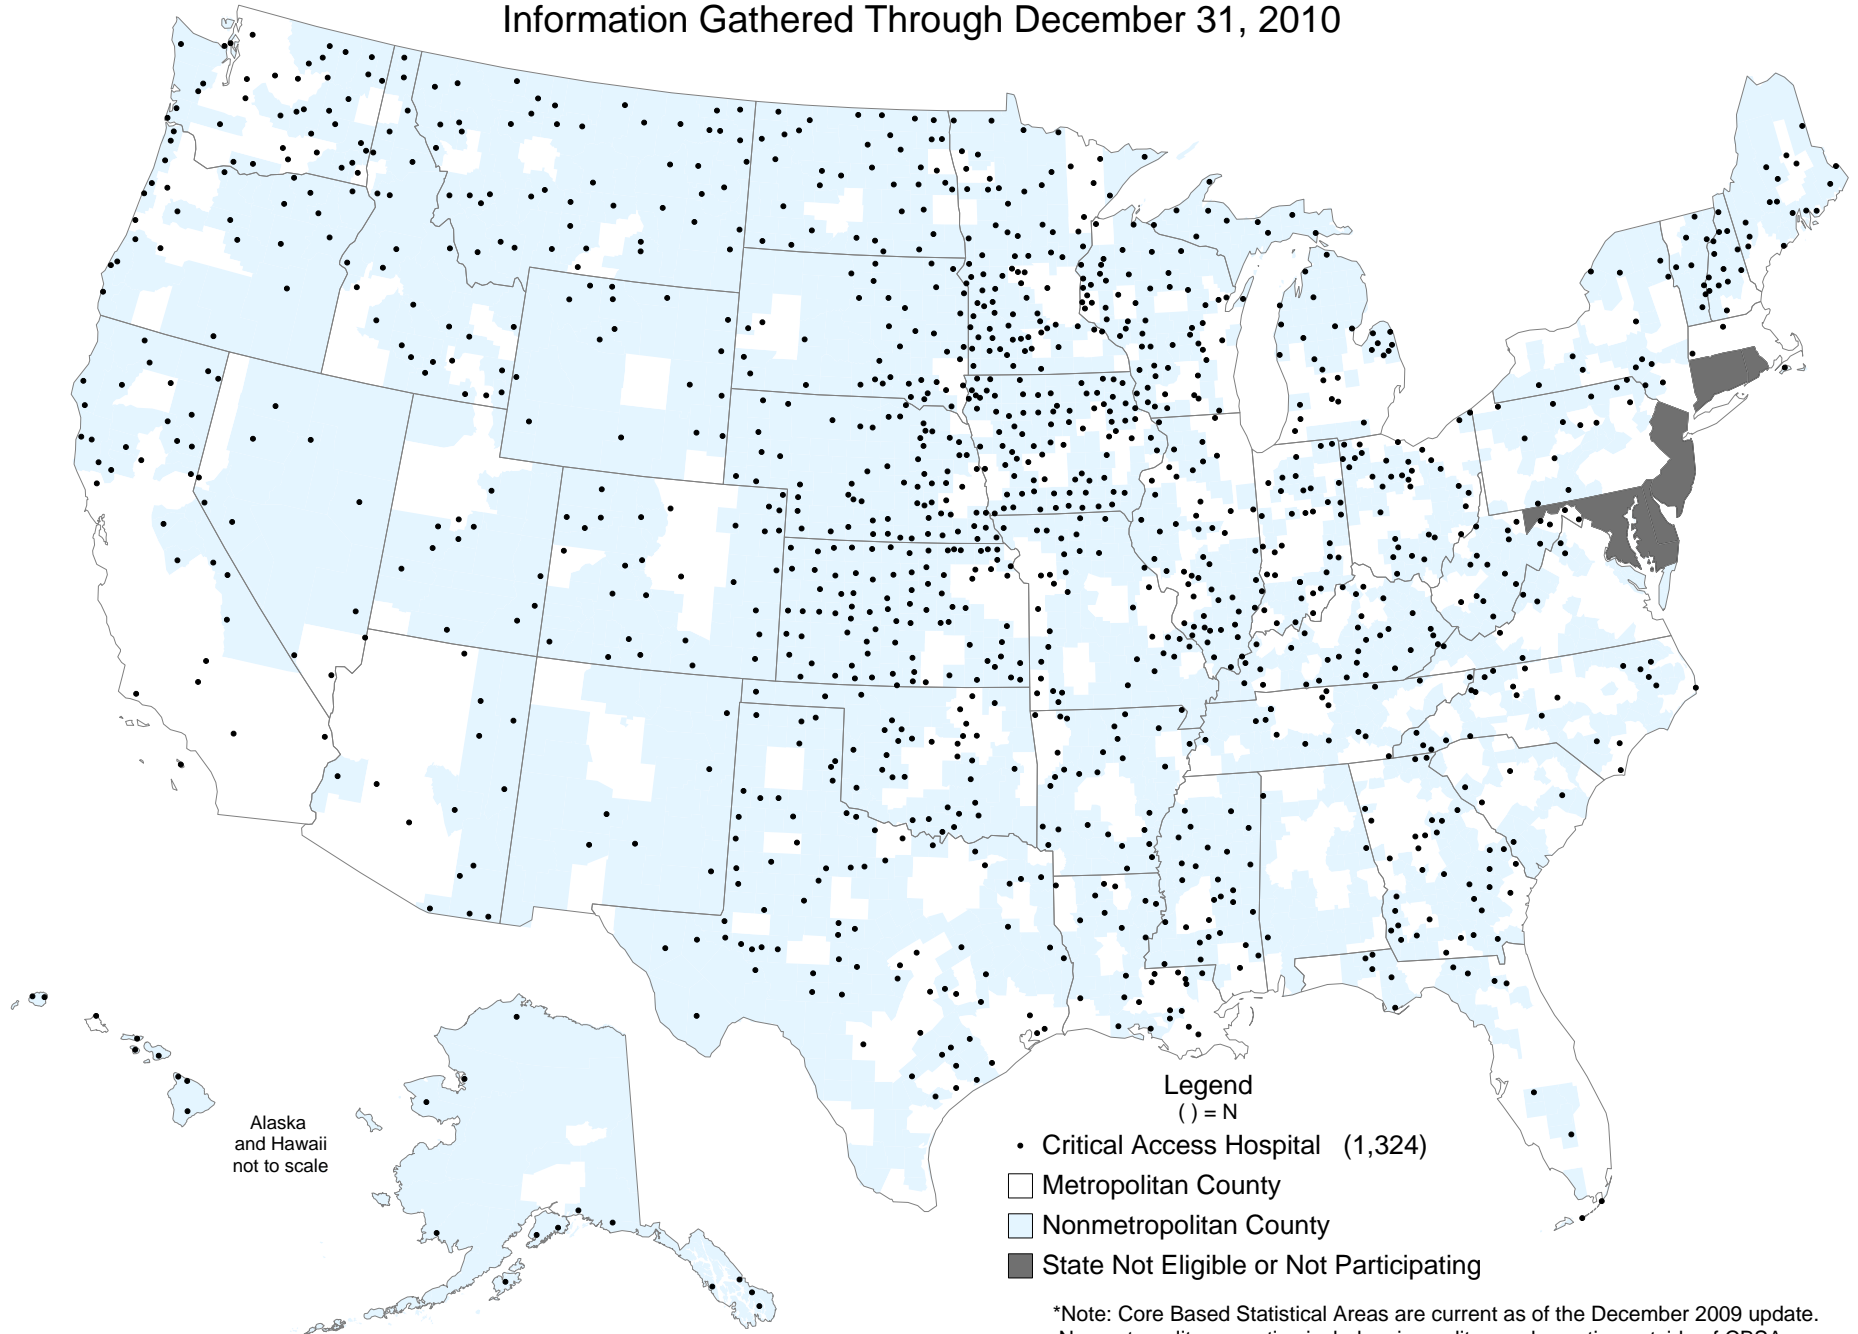 Information Gathered Through December 31, 2010
Alaska
and Hawaii
not to scale
Legend
( ) = N
• Critical Access Hospital (1,324)
Metropolitan County
Nonmetropolitan County
State Not Eligible or Not Participating
*Note: Core Based Statistical Areas are current as of the December 2009 update.